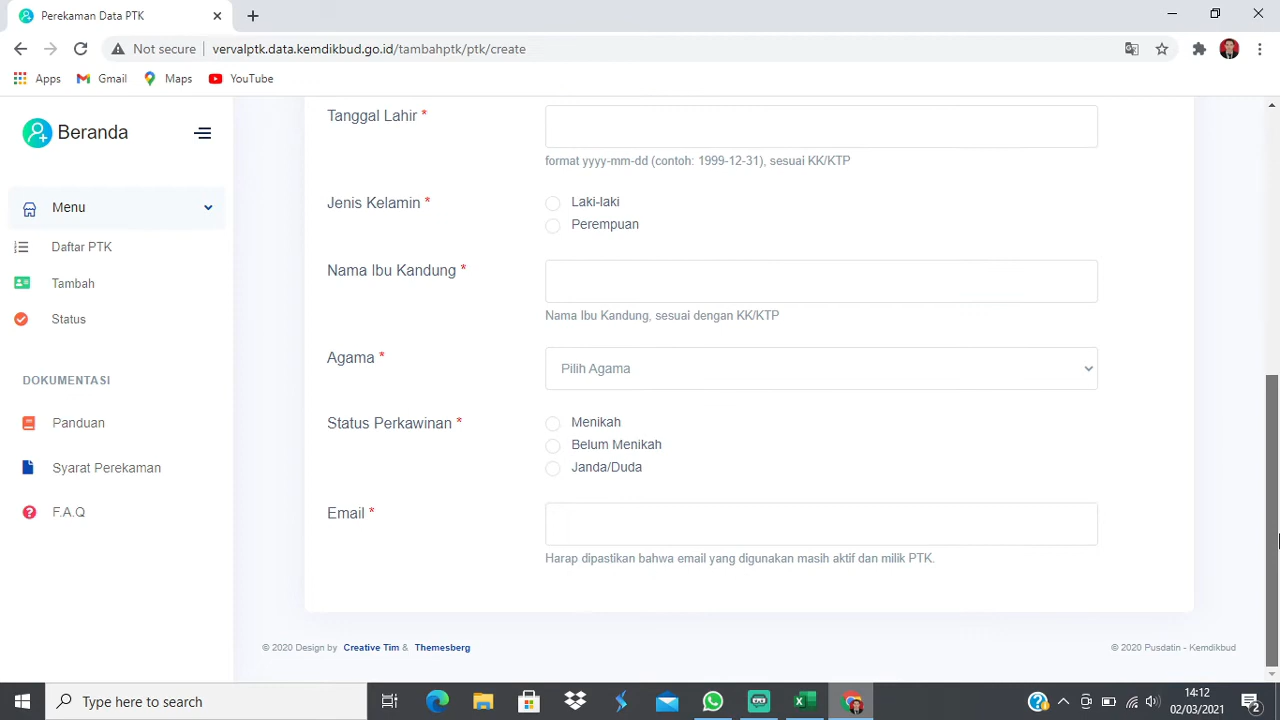 Perekaman Data PTK
Not secure
vervalptk.data.kemdikbud.go.id/tambahptk/ptk/create
Apps
Gmail
Maps
YouTube
Beranda
Menu
Daftar PTK
Tambah
Status
DOKUMENTASI
Panduan
Syarat Perekaman
F.A.Q
Tanggal Lahir *
format yyyy-mm-dd (contoh: 1999-12-31), sesuai KK/KTP
Jenis Kelamin *
Laki-laki
Perempuan
Nama Ibu Kandung *
Nama Ibu Kandung, sesuai dengan KK/KTP
Agama *
Pilih Agama
Status Perkawinan *
Menikah
Belum Menikah
Janda/Duda
Email *
Harap dipastikan bahwa email yang digunakan masih aktif dan milik PTK.
© 2020 Design by Creative Tim & Themesberg
© 2020 Pusdatin - Kemdikbud
Type here to search
14:12
02/03/2021
2